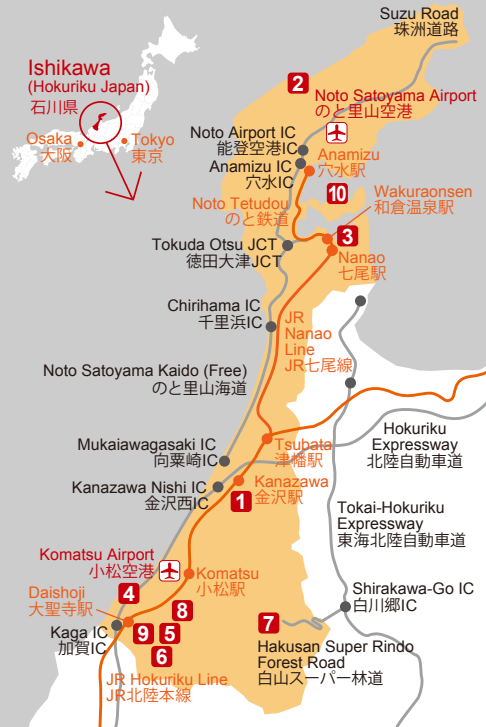 Suzu Road
珠洲道路
Ishikawa
(Hokuriku Japan)
石川県
Osaka
大阪
Tokyo
東京
2
Noto Satoyama Airport
のと里山空港
Noto Airport IC
能登空港IC
Anamizu IC
穴水IC
Anamizu
穴水駅
10
Noto Tetudou
のと鉄道
Wakuraonsen
和倉温泉駅
3
Tokuda Otsu JCT
徳田大津JCT
Nanao
七尾駅
Chirihama IC
千里浜IC
JR
Nanao
Line
JR七尾線
Noto Satoyama Kaido (Free)
のと里山海道
Mukaiawagasaki IC
向粟崎IC
Tsubata
津幡駅
Hokuriku
Expressway
北陸自動車道
Kanazawa Nishi IC
金沢西IC
1
Kanazawa
金沢駅
Tokai-Hokuriku
Expressway
東海北陸自動車道
Komatsu Airport
小松空港
Komatsu
小松駅
4
Daishoji
大聖寺駅
8
Shirakawa-Go IC
白川郷IC
Kaga IC
加賀IC
9
5
7
6
Hakusan Super Rindo
Forest Road
白山スーパー林道
JR Hokuriku Line
JR北陸本線